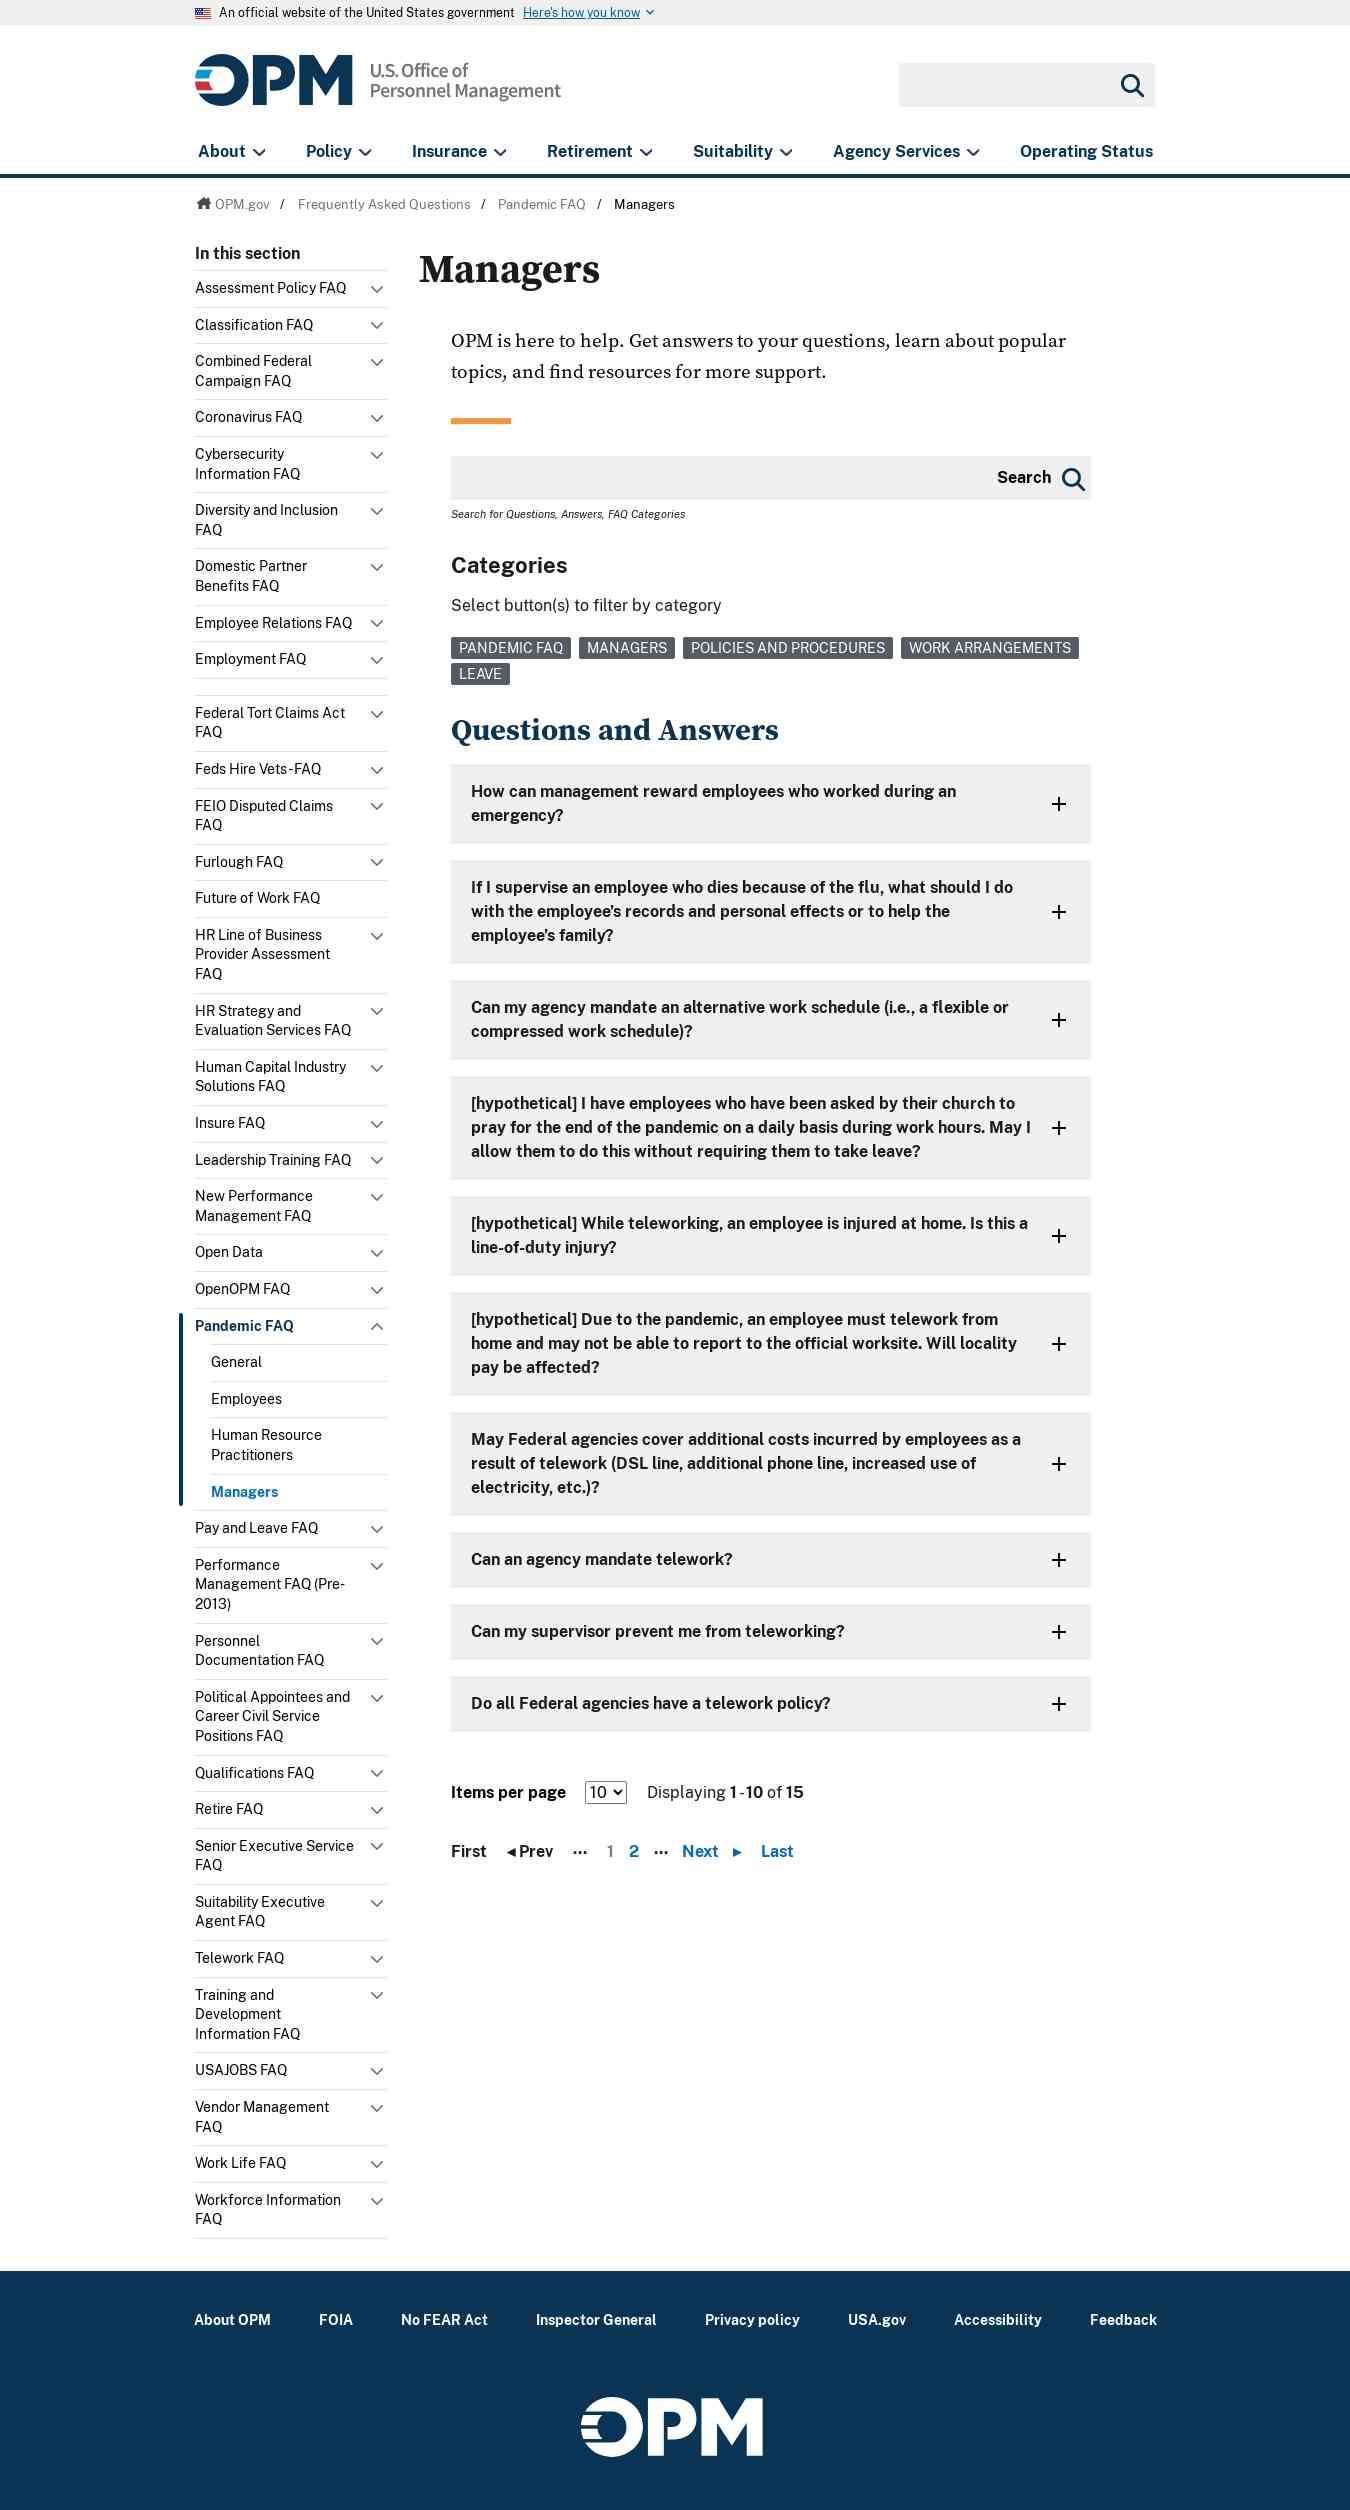 An official website of the United States government Here's how you know
OPM U.S. Office of
Personnel Management
About Policy Insurance Retirement Suitability Agency Services Operating Status
OPM.gov / Frequently Asked Questions / Pandemic FAQ / Managers
In this section
Assessment Policy FAQ
Classification FAQ
Combined Federal
Campaign FAQ
Coronavirus FAQ
Cybersecurity
Information FAQ
Diversity and Inclusion
FAQ
Domestic Partner
Benefits FAQ
Employee Relations FAQ
Employment FAQ
Federal Tort Claims Act
FAQ
Feds Hire Vets - FAQ
FEIO Disputed Claims
FAQ
Furlough FAQ
Future of Work FAQ
HR Line of Business
Provider Assessment
FAQ
HR Strategy and
Evaluation Services FAQ
Human Capital Industry
Solutions FAQ
Insure FAQ
Leadership Training FAQ
New Performance
Management FAQ
Open Data
OpenOPM FAQ
Pandemic FAQ
General
Employees
Human Resource
Practitioners
Managers
Pay and Leave FAQ
Performance
Management FAQ (Pre-
2013)
Personnel
Documentation FAQ
Political Appointees and
Career Civil Service
Positions FAQ
Qualifications FAQ
Retire FAQ
Senior Executive Service
FAQ
Suitability Executive
Agent FAQ
Telework FAQ
Training and
Development
Information FAQ
USAJOBS FAQ
Vendor Management
FAQ
Work Life FAQ
Workforce Information
FAQ
Managers
OPM is here to help. Get answers to your questions, learn about popular
topics, and find resources for more support.
Search
Search for Questions, Answers, FAQ Categories
Categories
Select button(s) to filter by category
PANDEMIC FAQ MANAGERS POLICIES AND PROCEDURES WORK ARRANGEMENTS
LEAVE
Questions and Answers
How can management reward employees who worked during an
emergency?
If I supervise an employee who dies because of the flu, what should I do
with the employee's records and personal effects or to help the
employee's family?
Can my agency mandate an alternative work schedule (i.e., a flexible or
compressed work schedule)?
[hypothetical] I have employees who have been asked by their church to
pray for the end of the pandemic on a daily basis during work hours. May I
allow them to do this without requiring them to take leave?
[hypothetical] While teleworking, an employee is injured at home. Is this a
line-of-duty injury?
[hypothetical] Due to the pandemic, an employee must telework from
home and may not be able to report to the official worksite. Will locality
pay be affected?
May Federal agencies cover additional costs incurred by employees as a
result of telework (DSL line, additional phone line, increased use of
electricity, etc.)?
Can an agency mandate telework?
Can my supervisor prevent me from teleworking?
Do all Federal agencies have a telework policy?
Items per page 10 Displaying 1 - 10 of 15
First ◂ Prev ... 1 2 ... Next ▸ Last
About OPM FOIA No FEAR Act Inspector General Privacy policy USA.gov Accessibility Feedback
OPM